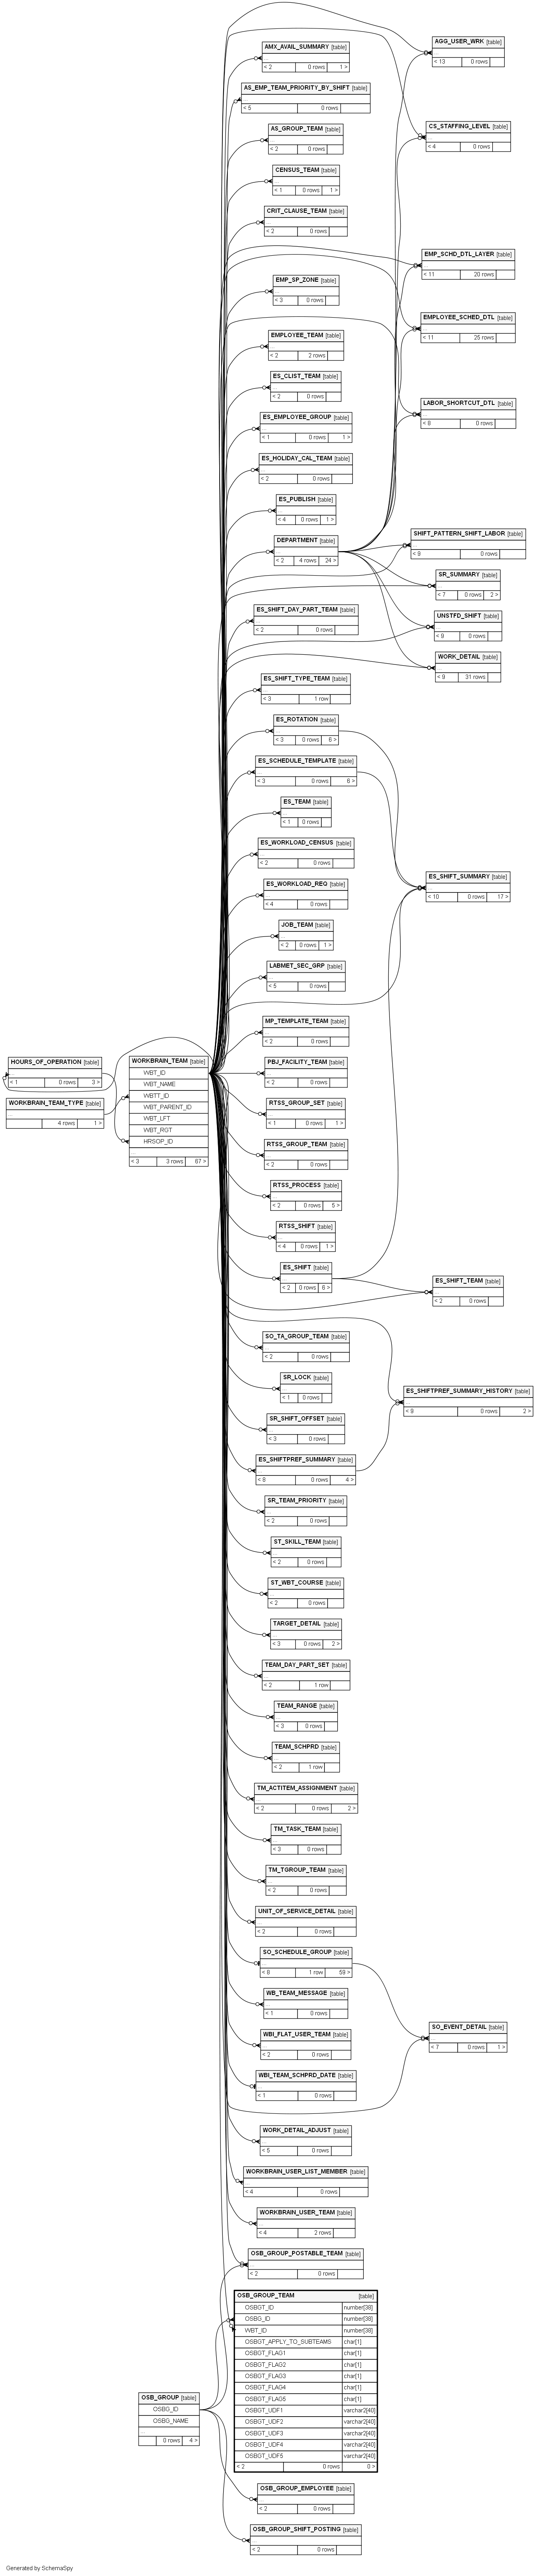 AGG_USER_WRK [table]
...
< 13 0 rows
AMX_AVAIL_SUMMARY [table]
...
< 2 0 rows 1 >
AS_EMP_TEAM_PRIORITY_BY_SHIFT [table]
...
< 5 0 rows
AS_GROUP_TEAM [table]
...
< 2 0 rows
CS_STAFFING_LEVEL [table]
...
< 4 0 rows
CENSUS_TEAM [table]
...
< 1 0 rows 1 >
CRIT_CLAUSE_TEAM [table]
...
< 2 0 rows
EMP_SCHD_DTL_LAYER [table]
...
< 11 20 rows
EMP_SP_ZONE [table]
...
< 3 0 rows
EMPLOYEE_SCHED_DTL [table]
...
< 11 25 rows
EMPLOYEE_TEAM [table]
...
< 2 2 rows
ES_CLIST_TEAM [table]
...
< 2 0 rows
LABOR_SHORTCUT_DTL [table]
...
< 8 0 rows
ES_EMPLOYEE_GROUP [table]
...
< 1 0 rows 1 >
ES_HOLIDAY_CAL_TEAM [table]
...
< 2 0 rows
ES_PUBLISH [table]
...
< 4 0 rows 1 >
DEPARTMENT [table]
...
< 2 4 rows 24 >
SHIFT_PATTERN_SHIFT_LABOR [table]
...
< 9 0 rows
SR_SUMMARY [table]
...
< 7 0 rows 2 >
ES_SHIFT_DAY_PART_TEAM [table]
...
< 2 0 rows
UNSTFD_SHIFT [table]
...
< 9 0 rows
WORK_DETAIL [table]
...
< 9 31 rows
ES_SHIFT_TYPE_TEAM [table]
...
< 3 1 row
ES_ROTATION [table]
...
< 3 0 rows 6 >
ES_SCHEDULE_TEMPLATE [table]
...
< 3 0 rows 6 >
ES_TEAM [table]
...
< 1 0 rows
ES_WORKLOAD_CENSUS [table]
...
< 2 0 rows
ES_WORKLOAD_REQ [table]
...
< 4 0 rows
ES_SHIFT_SUMMARY [table]
...
< 10 0 rows 17 >
JOB_TEAM [table]
...
< 2 0 rows 1 >
LABMET_SEC_GRP [table]
...
< 5 0 rows
MP_TEMPLATE_TEAM [table]
...
< 2 0 rows
HOURS_OF_OPERATION [table]
...
< 1 0 rows 3 >
WORKBRAIN_TEAM_TYPE [table]
...
4 rows 1 >
WORKBRAIN_TEAM [table]
WBT_ID
WBT_NAME
WBTT_ID
WBT_PARENT_ID
WBT_LFT
WBT_RGT
HRSOP_ID
...
< 3 3 rows 67 >
PBJ_FACILITY_TEAM [table]
...
< 2 0 rows
RTSS_GROUP_SET [table]
...
< 1 0 rows 1 >
RTSS_GROUP_TEAM [table]
...
< 2 0 rows
RTSS_PROCESS [table]
...
< 2 0 rows 5 >
RTSS_SHIFT [table]
...
< 4 0 rows 1 >
ES_SHIFT [table]
...
< 2 0 rows 6 >
ES_SHIFT_TEAM [table]
...
< 2 0 rows
SO_TA_GROUP_TEAM [table]
...
< 2 0 rows
SR_LOCK [table]
...
< 1 0 rows
ES_SHIFTPREF_SUMMARY_HISTORY [table]
...
< 9 0 rows 2 >
SR_SHIFT_OFFSET [table]
...
< 3 0 rows
ES_SHIFTPREF_SUMMARY [table]
...
< 8 0 rows 4 >
SR_TEAM_PRIORITY [table]
...
< 2 0 rows
ST_SKILL_TEAM [table]
...
< 2 0 rows
ST_WBT_COURSE [table]
...
< 2 0 rows
TARGET_DETAIL [table]
...
< 3 0 rows 2 >
TEAM_DAY_PART_SET [table]
...
< 2 1 row
TEAM_RANGE [table]
...
< 3 0 rows
TEAM_SCHPRD [table]
...
< 2 1 row
TM_ACTITEM_ASSIGNMENT [table]
...
< 2 0 rows 2 >
TM_TASK_TEAM [table]
...
< 3 0 rows
TM_TGROUP_TEAM [table]
...
< 2 0 rows
UNIT_OF_SERVICE_DETAIL [table]
...
< 2 0 rows
SO_SCHEDULE_GROUP [table]
...
< 8 1 row 59 >
WB_TEAM_MESSAGE [table]
...
< 1 0 rows
SO_EVENT_DETAIL [table]
...
< 7 0 rows 1 >
WBI_FLAT_USER_TEAM [table]
...
< 2 0 rows
WBI_TEAM_SCHPRD_DATE [table]
...
< 1 0 rows
WORK_DETAIL_ADJUST [table]
...
< 5 0 rows
WORKBRAIN_USER_LIST_MEMBER [table]
...
< 4 0 rows
WORKBRAIN_USER_TEAM [table]
...
< 4 2 rows
OSB_GROUP_POSTABLE_TEAM [table]
...
< 2 0 rows
OSB_GROUP_TEAM [table]
OSBGT_ID number[38]
OSBG_ID number[38]
WBT_ID number[38]
OSBGT_APPLY_TO_SUBTEAMS char[1]
OSBGT_FLAG1 char[1]
OSBGT_FLAG2 char[1]
OSBGT_FLAG3 char[1]
OSBGT_FLAG4 char[1]
OSBGT_FLAG5 char[1]
OSBGT_UDF1 varchar2[40]
OSBGT_UDF2 varchar2[40]
OSBGT_UDF3 varchar2[40]
OSBGT_UDF4 varchar2[40]
OSBGT_UDF5 varchar2[40]
< 2 0 rows 0 >
OSB_GROUP [table]
OSBG_ID
OSBG_NAME
...
0 rows 4 >
OSB_GROUP_EMPLOYEE [table]
...
< 2 0 rows
OSB_GROUP_SHIFT_POSTING [table]
...
< 2 0 rows
Generated by SchemaSpy